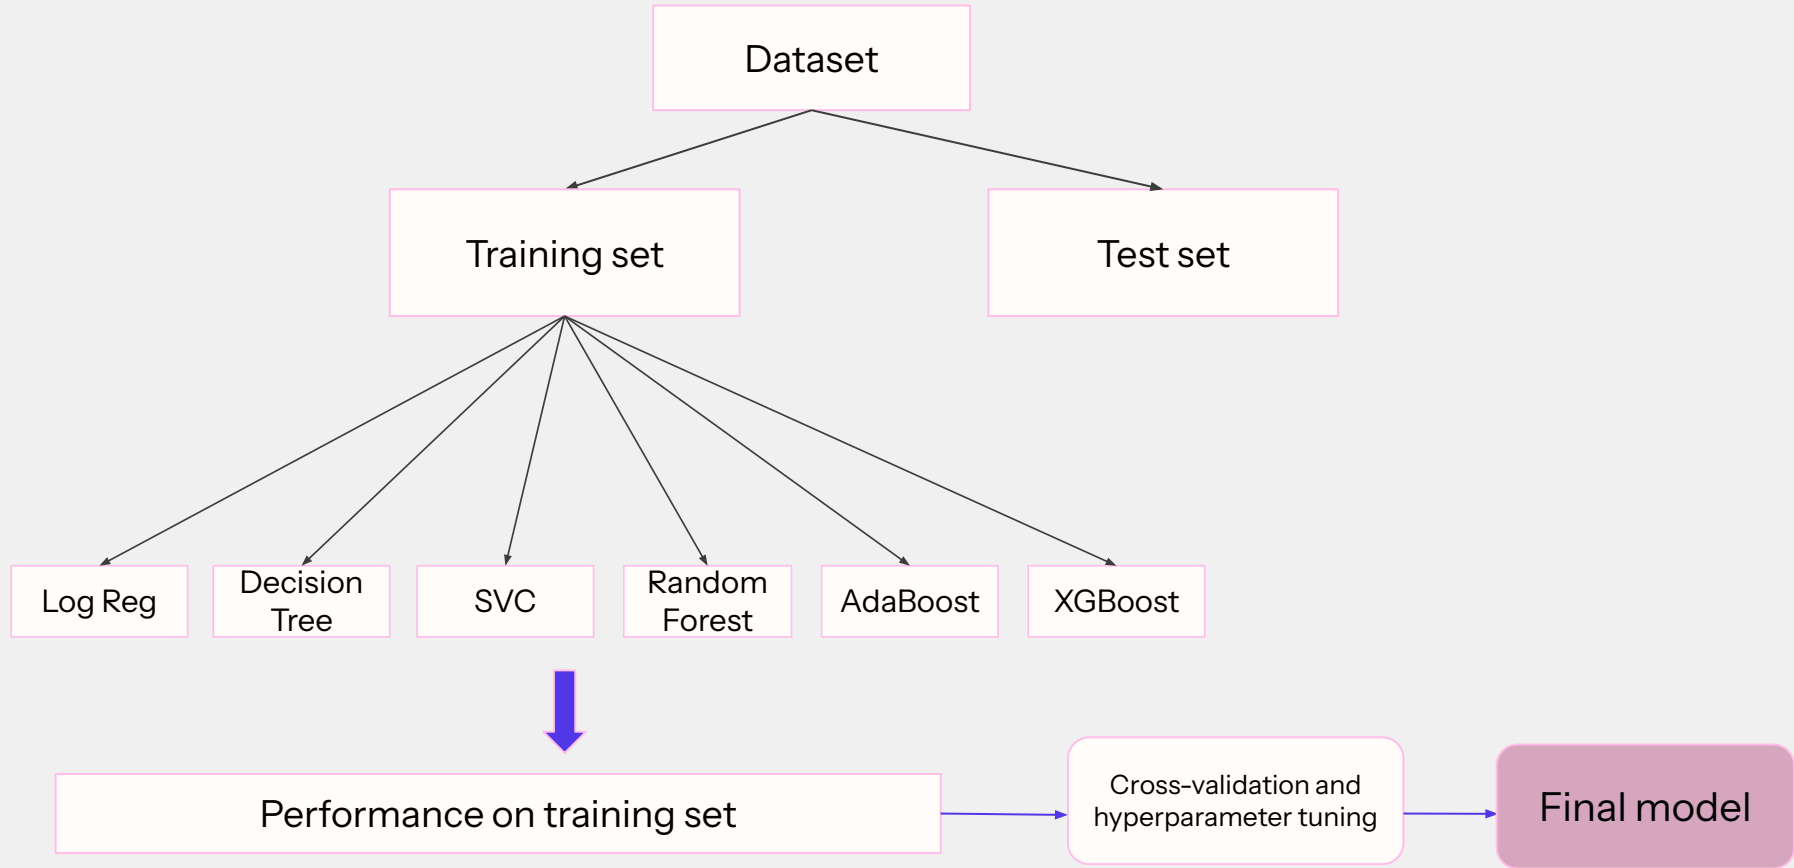 Dataset
Training set
Test set
Log Reg
Decision
Tree
SVC
Random
Forest
AdaBoost
XGBoost
Performance on training set
Cross-validation and
hyperparameter tuning
Final model